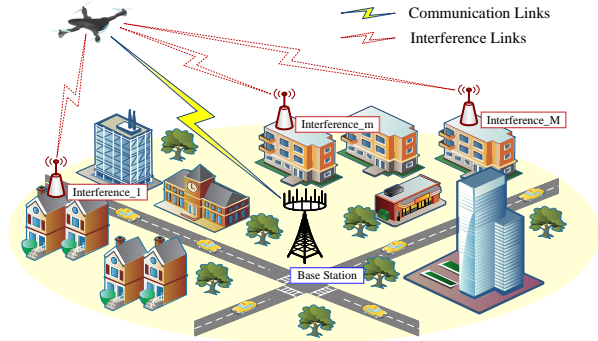 Communication Links
Interference Links
Interference_m
Interference_M
Interference_1
Base Station